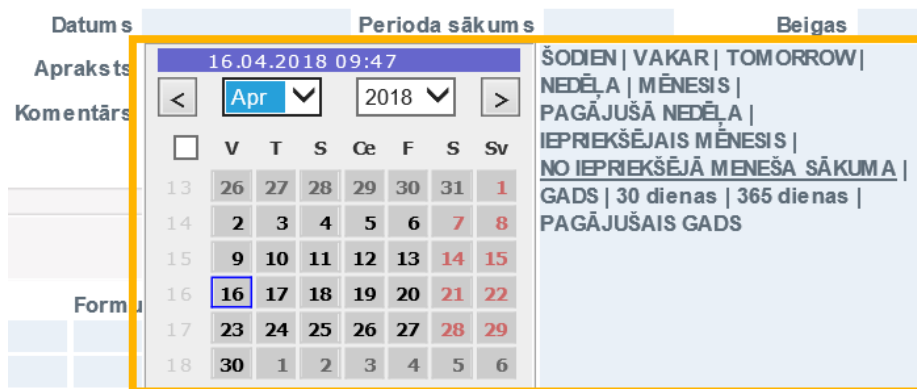 Datums Perioda sākums Beigas
Apraksts
Komentārs
16.04.2018 09:47
< Apr 2018 >
V T S Ce F S Sv
13 26 27 28 29 30 31 1
14 2 3 4 5 6 7 8
15 9 10 11 12 13 14 15
16 16 17 18 19 20 21 22
17 23 24 25 26 27 28 29
18 30 1 2 3 4 5 6
ŠODIEN | VAKAR | TOMORROW |
NEDĒĻA | MĒNESIS |
PAGĀJUŠĀ NEDĒĻA |
IEPRIEKŠĒJAIS MĒNESIS |
NO IEPRIEKŠĒJĀ MENEŠA SĀKUMA |
GADS | 30 dienas | 365 dienas |
PAGĀJUŠAIS GADS